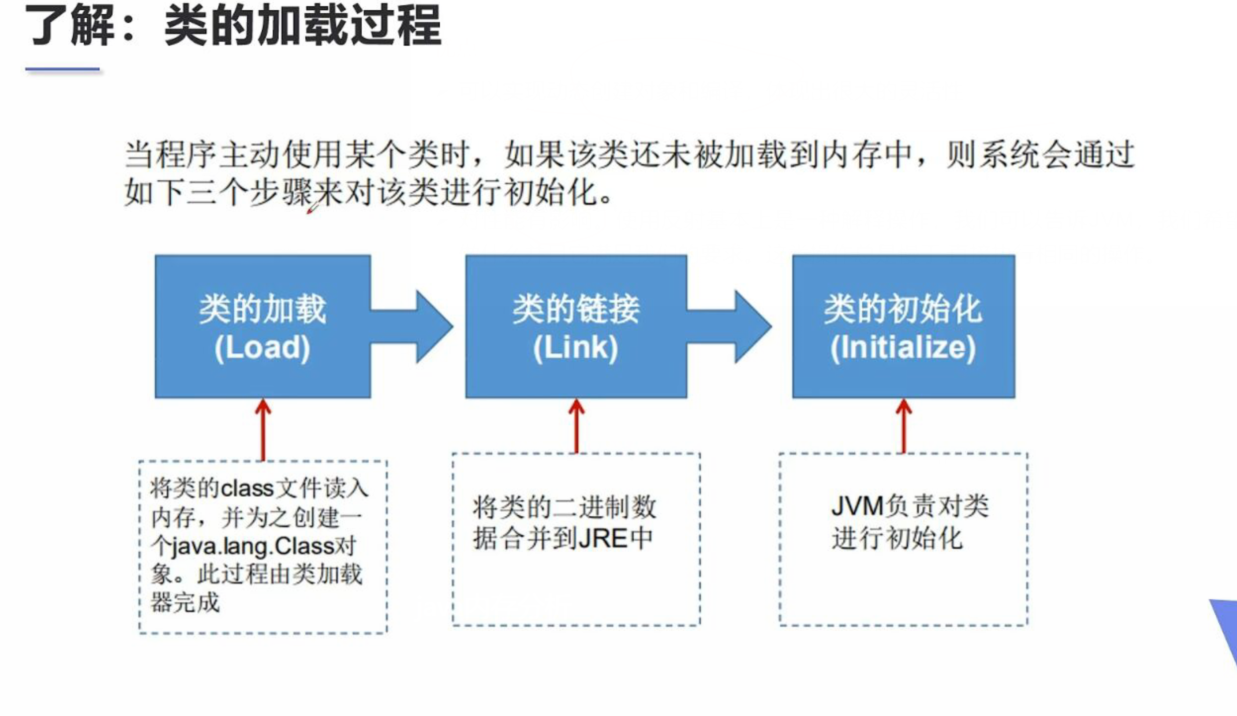 了解：类的加载过程
当程序主动使用某个类时，如果该类还未被加载到内存中，则系统会通过
如下三个步骤来对该类进行初始化。
类的加载
(Load)
类的链接
(Link)
类的初始化
(Initialize)
将类的class文件读入
内存，并为之创建一
个java.lang.Class对
象。此过程由类加载
器完成
将类的二进制数
据合并到JRE中
JVM负责对类
进行初始化